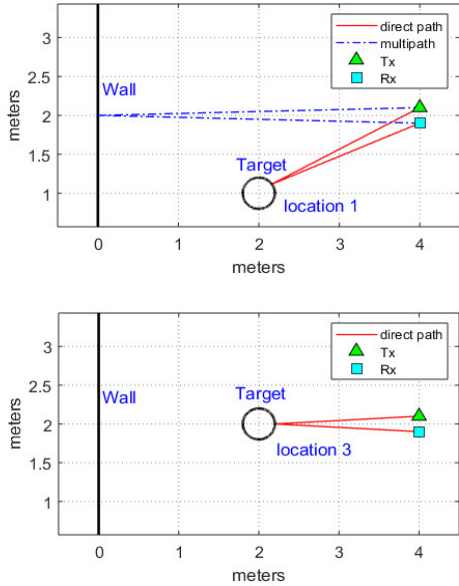 direct path
multipath
Tx
Rx
Wall
Target
location 1
meters
3
2.5
2
1.5
1
0
1
2
3
4
meters
direct path
Tx
Rx
Wall
Target
location 3
meters
3
2.5
2
1.5
1
0
1
2
3
4
meters